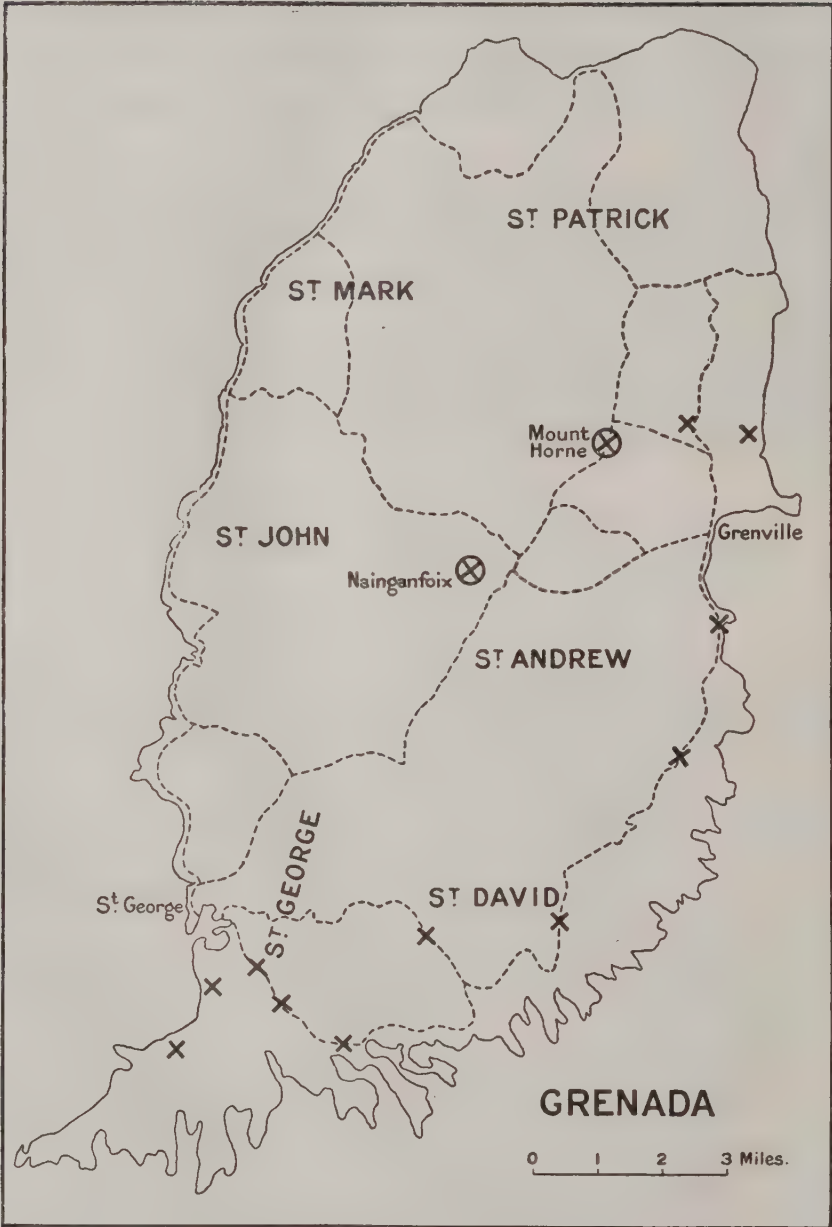 ST PATRICK
ST MARK
Mount
Horne
ST JOHN
Grenville
Nainganfoix
ST ANDREW
ST GEORGE
ST DAVID
St. George
GRENADA
0 1 2 3 Miles.